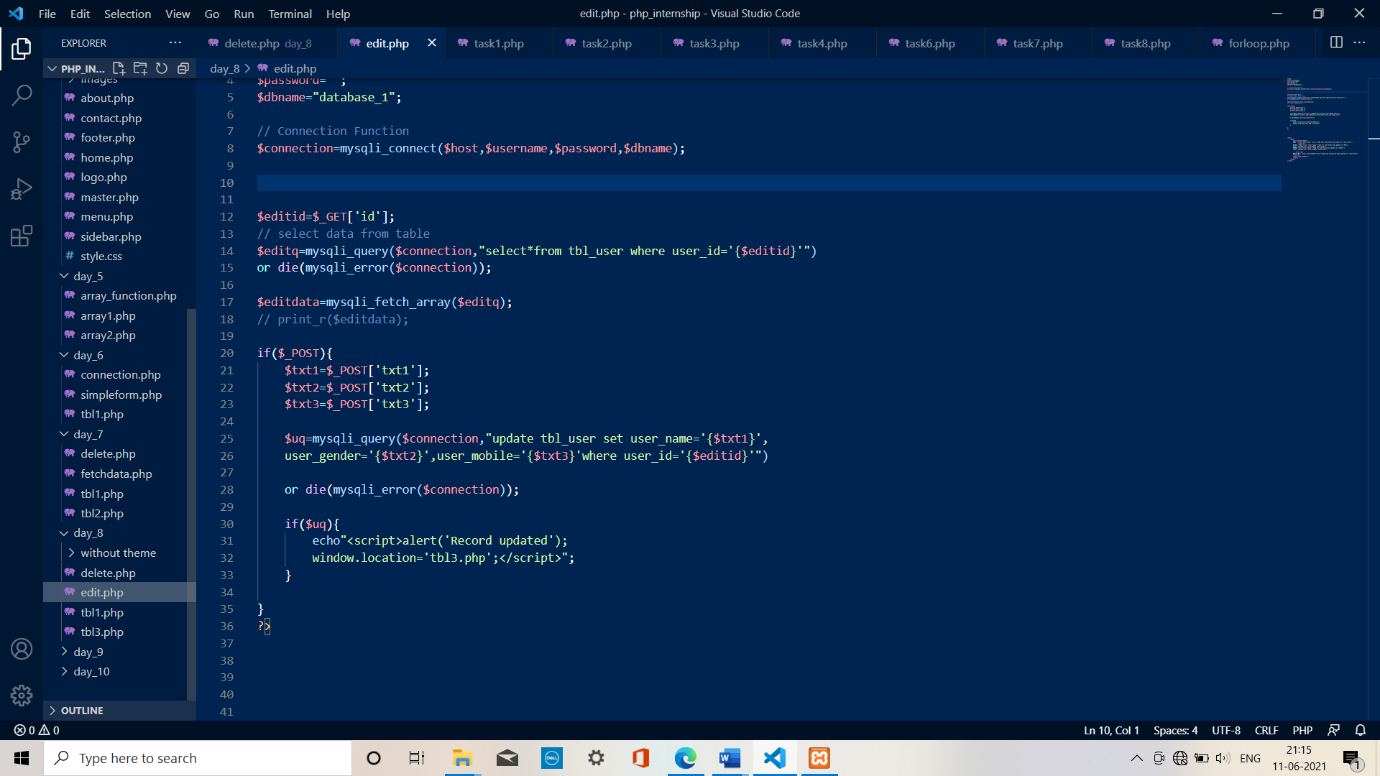 File Edit Selection View Go Run Terminal Help
edit.php - php_internship - Visual Studio Code
EXPLORER
delete.php day_8
edit.php
task1.php
task2.php
task3.php
task4.php
task6.php
task7.php
task8.php
forloop.php
PHP_IN...
day_8 > edit.php
images
about.php
contact.php
footer.php
home.php
logo.php
master.php
menu.php
sidebar.php
# style.css
day_5
array_function.php
array1.php
array2.php
day_6
connection.php
simpleform.php
tbl1.php
day_7
delete.php
fetchdata.php
tbl1.php
tbl2.php
day_8
without theme
delete.php
edit.php
tbl1.php
tbl3.php
day_9
day_10
OUTLINE
4 $password="";
5 $dbname="database_1";
6
7 // Connection Function
8 $connection=mysqli_connect($host,$username,$password,$dbname);
9
10
11
12 $editid=$_GET['id'];
13 // select data from table
14 $editq=mysqli_query($connection,"select*from tbl_user where user_id='{$editid}'")
15 or die(mysqli_error($connection));
16
17 $editdata=mysqli_fetch_array($editq);
18 // print_r($editdata);
19
20 if($_POST){
21 $txt1=$_POST['txt1'];
22 $txt2=$_POST['txt2'];
23 $txt3=$_POST['txt3'];
24
25 $uq=mysqli_query($connection,"update tbl_user set user_name='{$txt1}',
26 user_gender='{$txt2}',user_mobile='{$txt3}'where user_id='{$editid}'")
27
28 or die(mysqli_error($connection));
29
30 if($uq){
31 echo"<script>alert('Record updated');
32 window.location='tbl3.php';</script>";
33 }
34
35 }
36 ?>
37
38
39
40
41
0 0
Ln 10, Col 1 Spaces: 4 UTF-8 CRLF PHP
Type here to search
DELL
ENG
21:15
11-06-2021
1